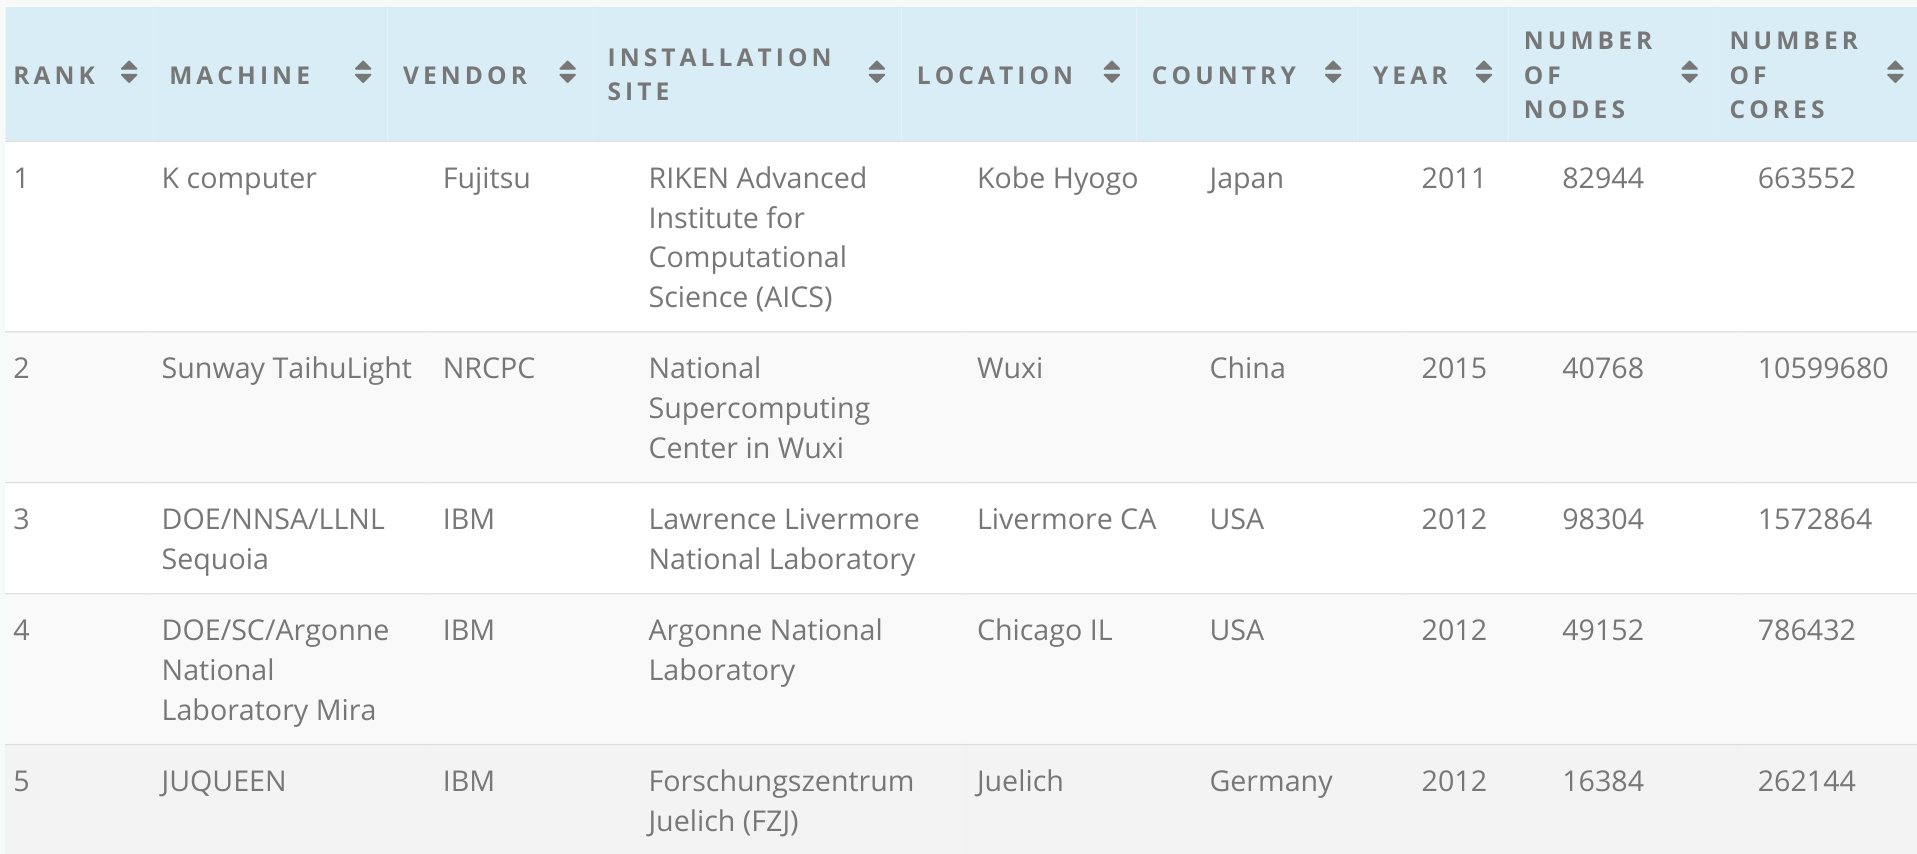 RANK MACHINE VENDOR INSTALLATION SITE LOCATION COUNTRY YEAR NUMBER OF NODES NUMBER OF CORES
1 K computer Fujitsu RIKEN Advanced Kobe Hyogo Japan 2011 82944 663552
Institute for
Computational
Science (AICS)
2 Sunway TaihuLight NRCPC National Wuxi China 2015 40768 10599680
Supercomputing
Center in Wuxi
3 DOE/NNSA/LLNL IBM Lawrence Livermore Livermore CA USA 2012 98304 1572864
Sequoia National Laboratory
4 DOE/SC/Argonne IBM Argonne National Chicago IL USA 2012 49152 786432
National Laboratory
Laboratory Mira
5 JUQUEEN IBM Forschungszentrum Juelich Germany 2012 16384 262144
Juelich (FZJ)